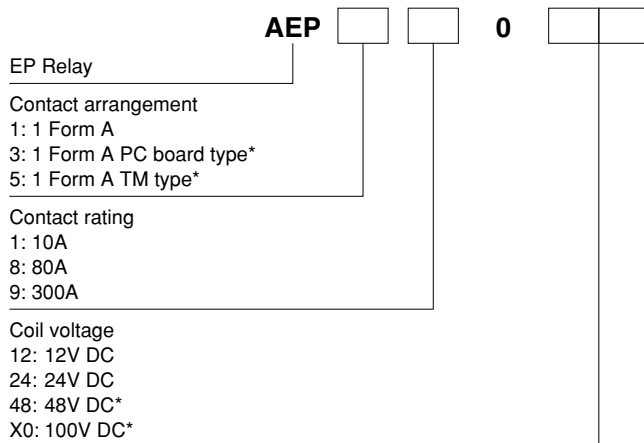 AEP 0
EP Relay
Contact arrangement
1: 1 Form A
3: 1 Form A PC board type*
5: 1 Form A TM type*
Contact rating
1: 10A
8: 80A
9: 300A
Coil voltage
12: 12V DC
24: 24V DC
48: 48V DC*
X0: 100V DC*